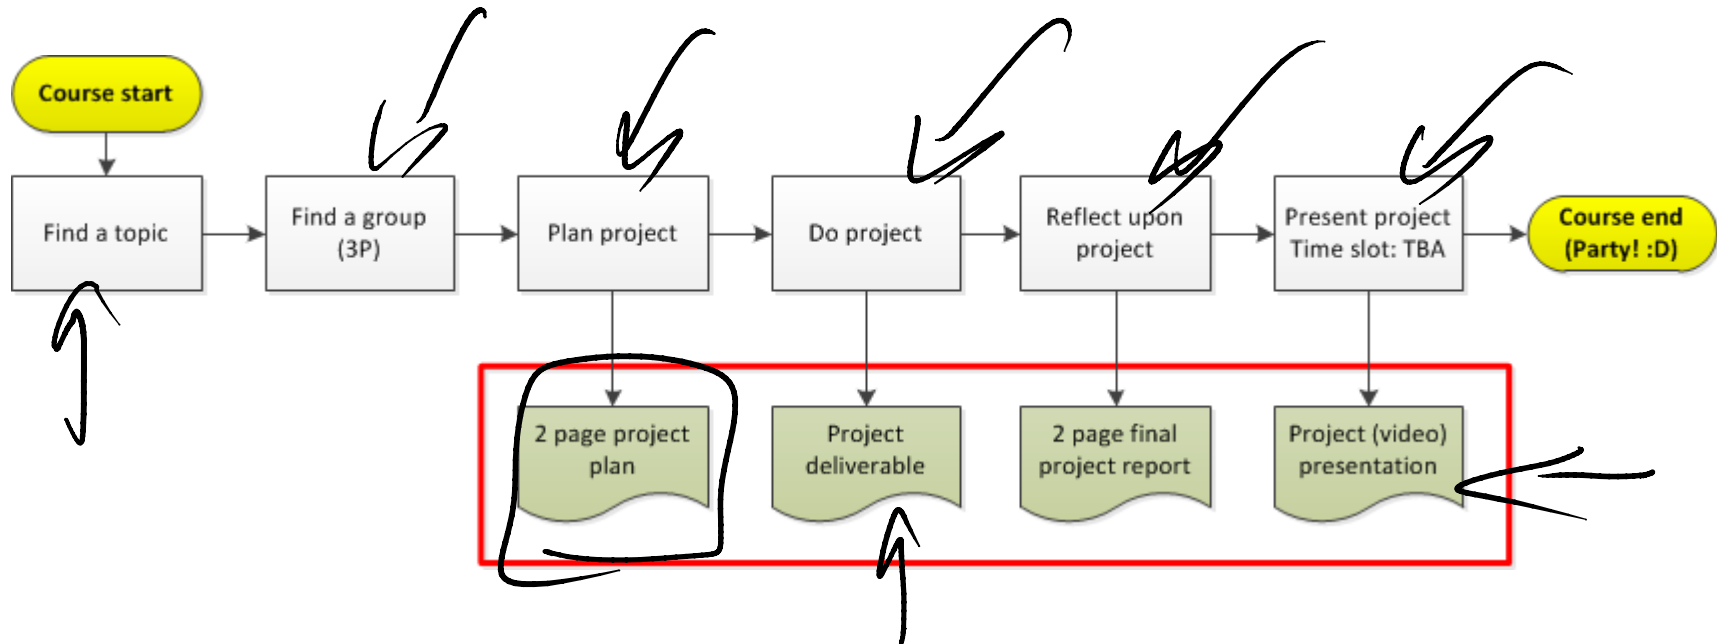 Course start
Find a topic
Find a group
(3P)
Plan project
Do project
Reflect upon
project
Present project
Time slot: TBA
Course end
(Party! :D)
2 page project
plan
Project
deliverable
2 page final
project report
Project (video)
presentation